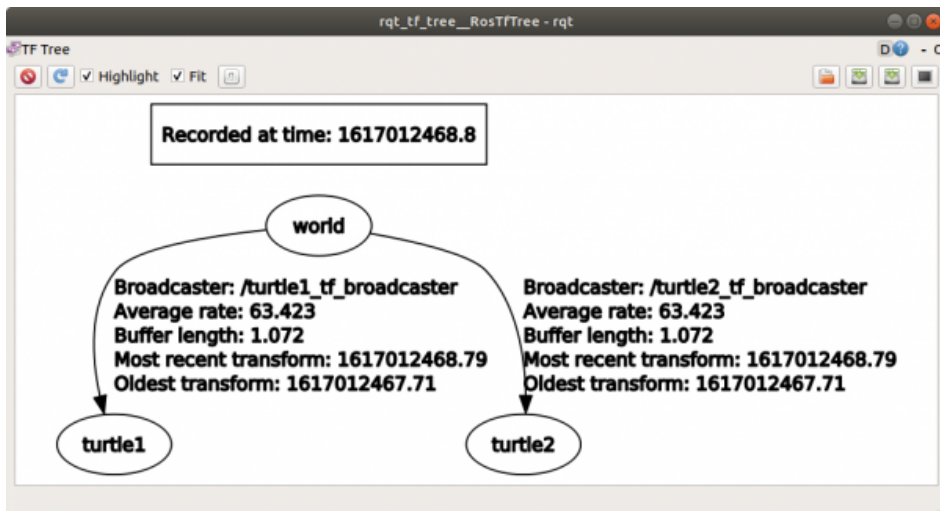 rqt_tf_tree__RosTfTree - rqt
TF Tree
D - O
Highlight Fit
Recorded at time: 1617012468.8
world
Broadcaster: /turtle1_tf_broadcaster
Average rate: 63.423
Buffer length: 1.072
Most recent transform: 1617012468.79
Oldest transform: 1617012467.71
Broadcaster: /turtle2_tf_broadcaster
Average rate: 63.423
Buffer length: 1.072
Most recent transform: 1617012468.79
Oldest transform: 1617012467.71
turtle1
turtle2